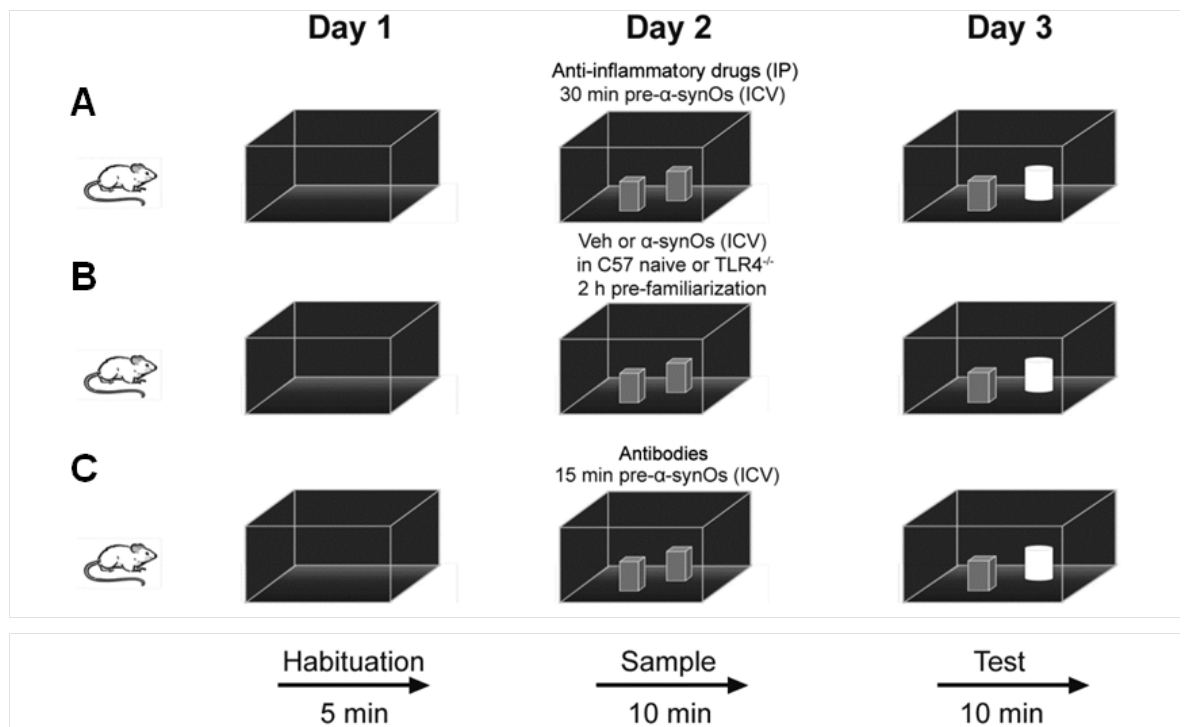 Day 1
Day 2
Day 3
A
Anti-inflammatory drugs (IP)
30 min pre-α-synOs (ICV)
B
Veh or α-synOs (ICV)
in C57 naive or TLR4-/-
2 h pre-familiarization
C
Antibodies
15 min pre-α-synOs (ICV)
Habituation
5 min
Sample
10 min
Test
10 min